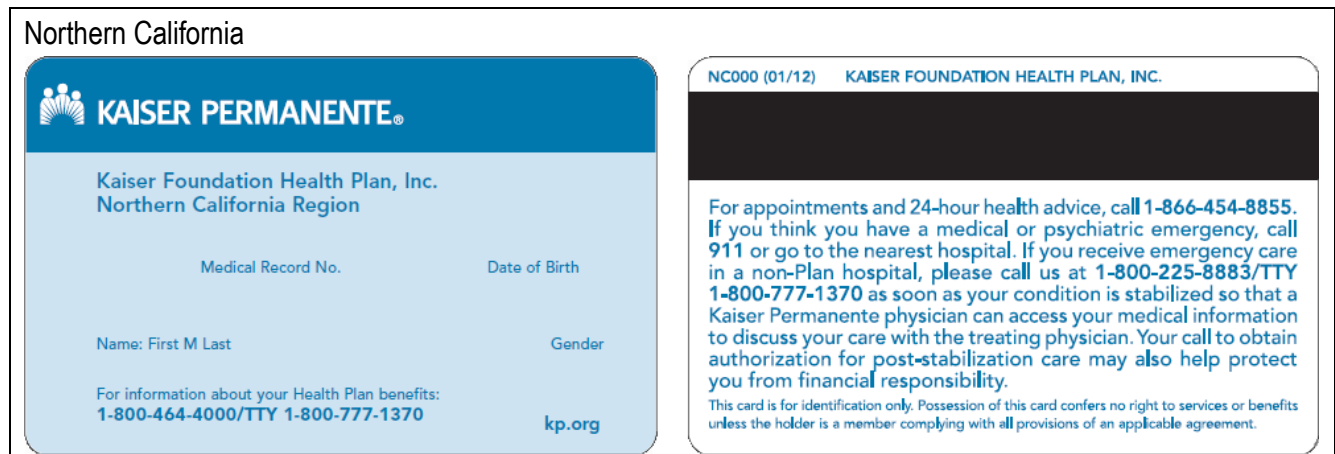 Northern California
KAISER PERMANENTE®
Kaiser Foundation Health Plan, Inc.
Northern California Region
Medical Record No. Date of Birth
Name: First M Last Gender
For information about your Health Plan benefits:
1-800-464-4000/TTY 1-800-777-1370
kp.org
NC000 (01/12) KAISER FOUNDATION HEALTH PLAN, INC.
For appointments and 24-hour health advice, call 1-866-454-8855.
If you think you have a medical or psychiatric emergency, call
911 or go to the nearest hospital. If you receive emergency care
in a non-Plan hospital, please call us at 1-800-225-8883/TTY
1-800-777-1370 as soon as your condition is stabilized so that a
Kaiser Permanente physician can access your medical information
to discuss your care with the treating physician. Your call to obtain
authorization for post-stabilization care may also help protect
you from financial responsibility.
This card is for identification only. Possession of this card confers no right to services or benefits
unless the holder is a member complying with all provisions of an applicable agreement.